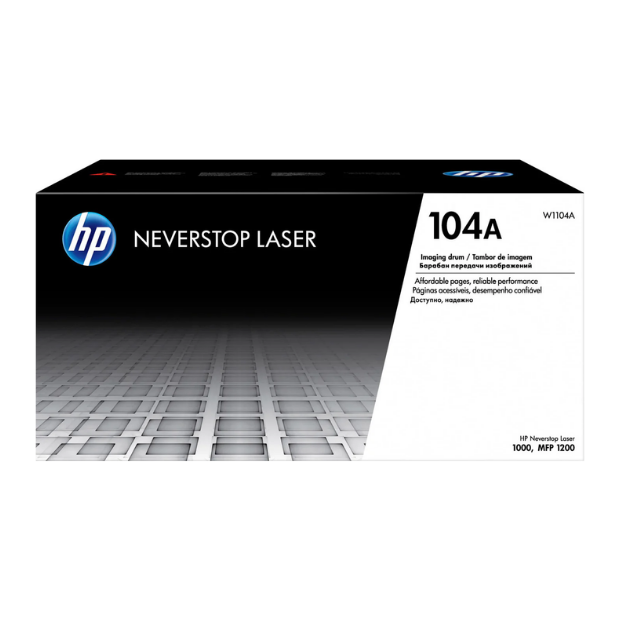 hp
NEVERSTOP LASER
104A
W1104A
Imaging drum / Tambor de imagem
Барабан передачи изображений
Affordable pages, reliable performance
Páginas acessíveis, desempenho confiável
Доступно, надежно
HP Neverstop Laser
1000, MFP 1200